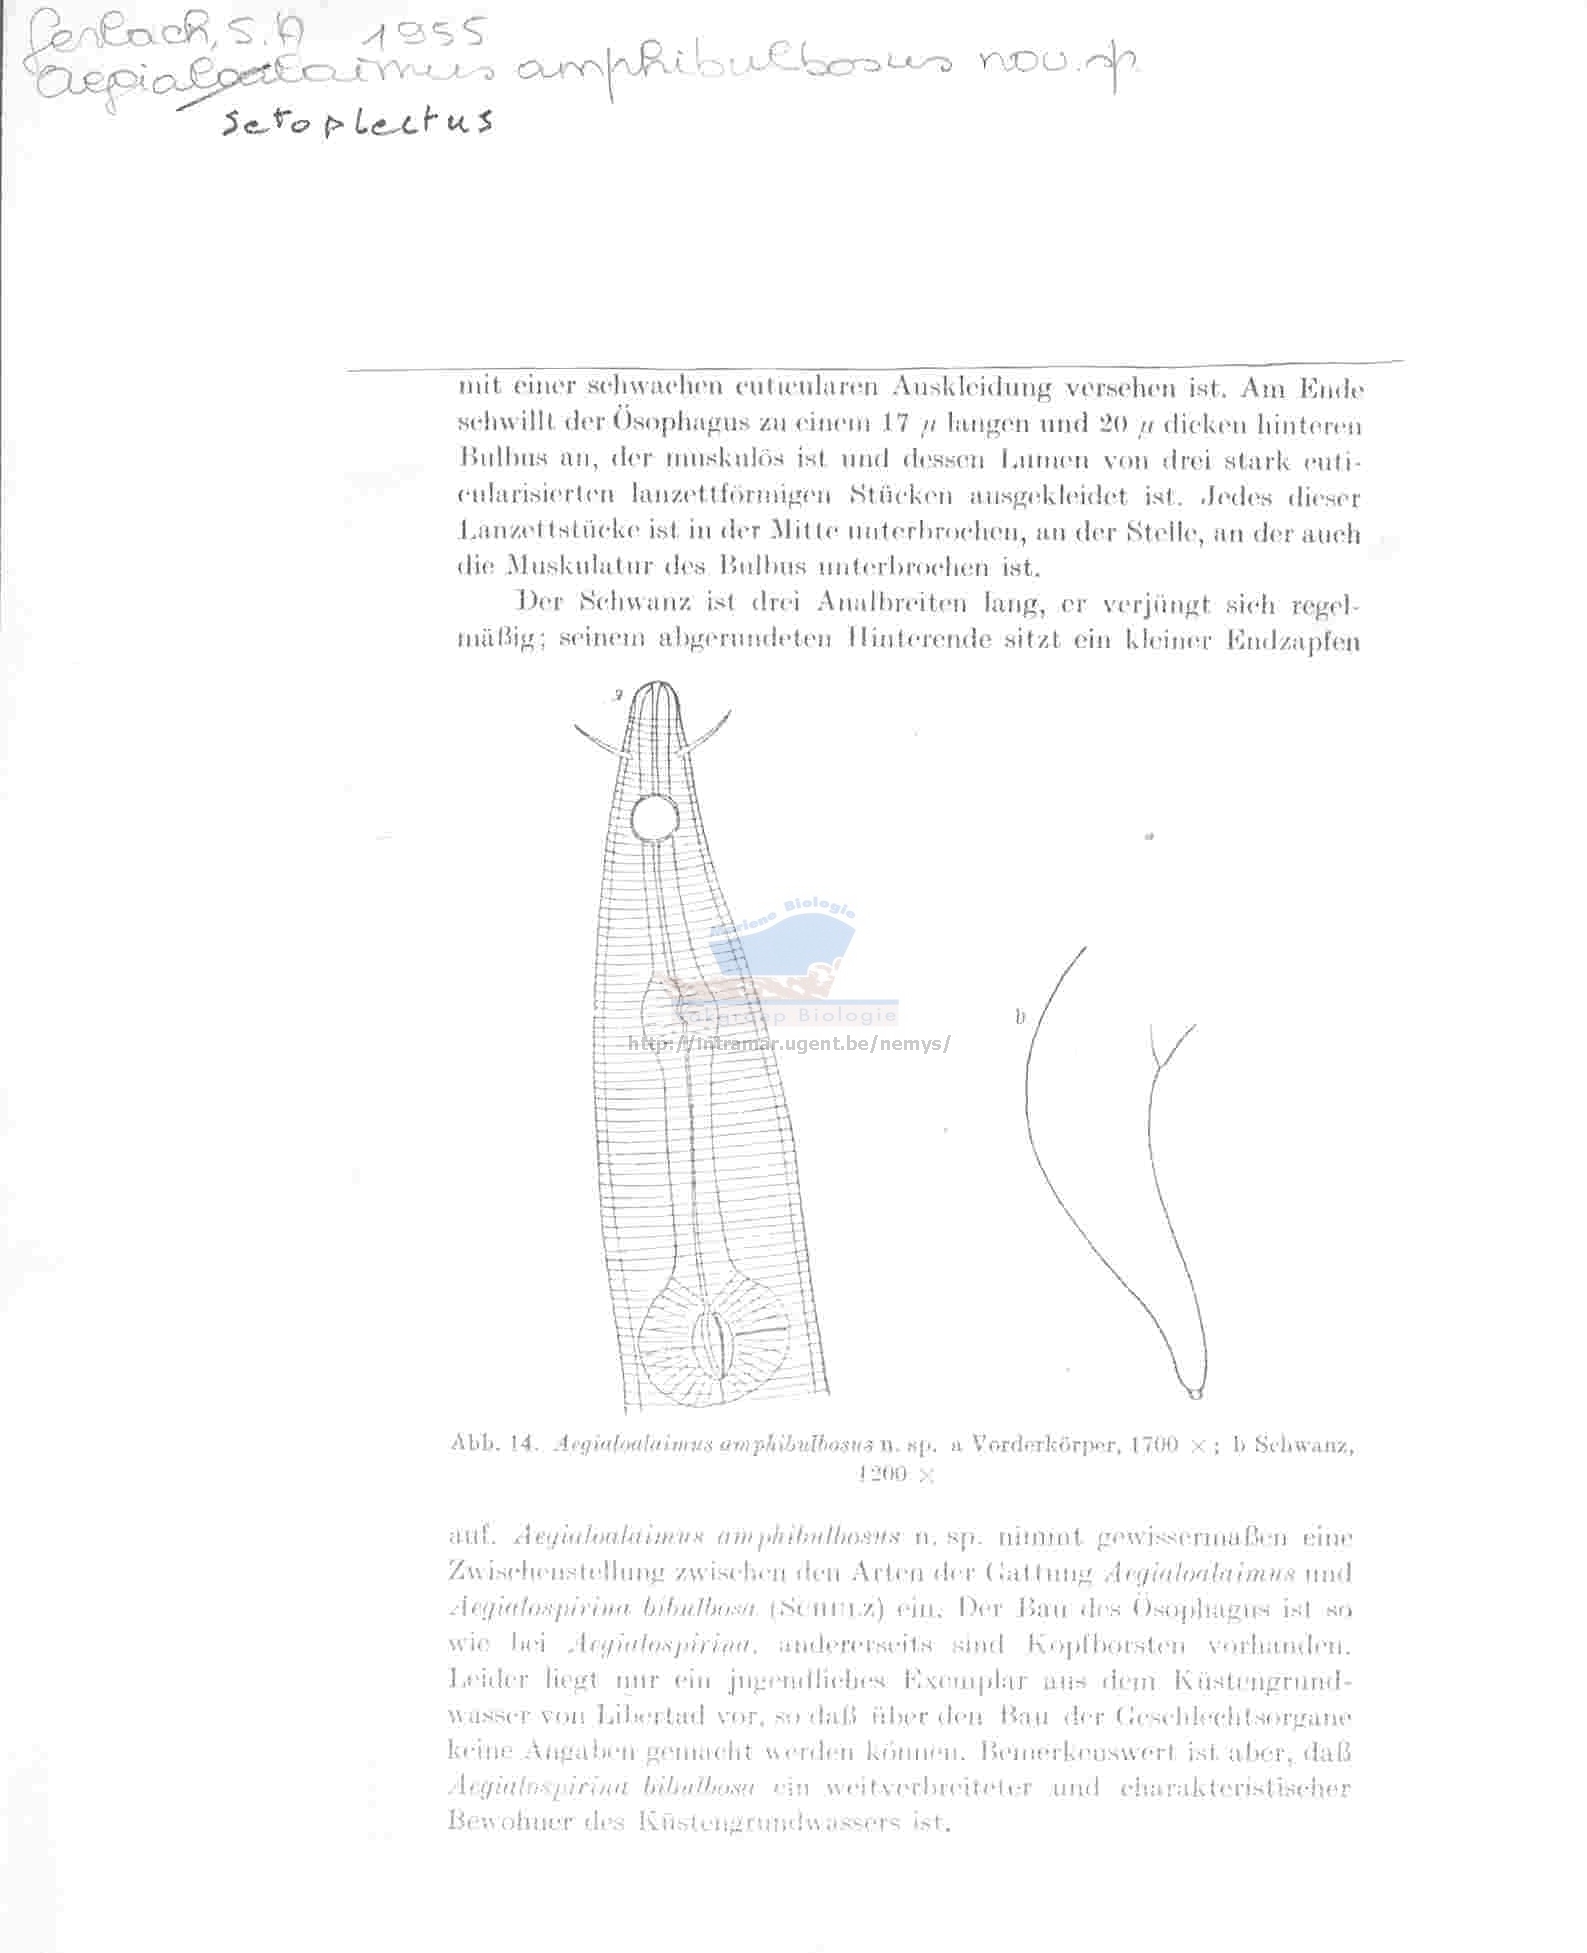 Gerlach, S.A 1955
Aegialoalaimus amphibulbosus nov. sp.
setoplectus
mit einer schwachen cuticularen Auskleidung versehen ist. Am Ende
schwillt der Ösophagus zu einem 17 µ langen und 20 µ dicken hinteren
Bulbus an, der muskulös ist und dessen Lumen von drei stark cuti-
cularisierten lanzettförmigen Stücken ausgekleidet ist. Jedes dieser
Lanzettstücke ist in der Mitte unterbrochen, an der Stelle, an der auch
die Muskulatur des Bulbus unterbrochen ist.
Der Schwanz ist drei Analbreiten lang, er verjüngt sich regel-
mäßig; seinem abgerundeten Hinterende sitzt ein kleiner Endzapfen
a
Mariene Biologie
b
Vakgroep Biologie
http://intramar.ugent.be/nemys/
Abb. 14. Aegialoalaimus amphibulbosus n. sp. a Vorderkörper, 1700 ×; b Schwanz,
1200 ×
auf. Aegialoalaimus amphibulbosus n. sp. nimmt gewissermaßen eine
Zwischenstellung zwischen den Arten der Gattung Aegialoalaimus und
Aegialospirina bibulbosa (SCHULZ) ein. Der Bau des Ösophagus ist so
wie bei Aegialospirina, andererseits sind Kopfborsten vorhanden.
Leider liegt nur ein jugendliches Exemplar aus dem Küstengrund-
wasser von Libertad vor, so daß über den Bau der Geschlechtsorgane
keine Angaben gemacht werden können. Bemerkenswert ist aber, daß
Aegialospirina bibulbosa ein weitverbreiteter und charakteristischer
Bewohner des Küstengrundwassers ist.